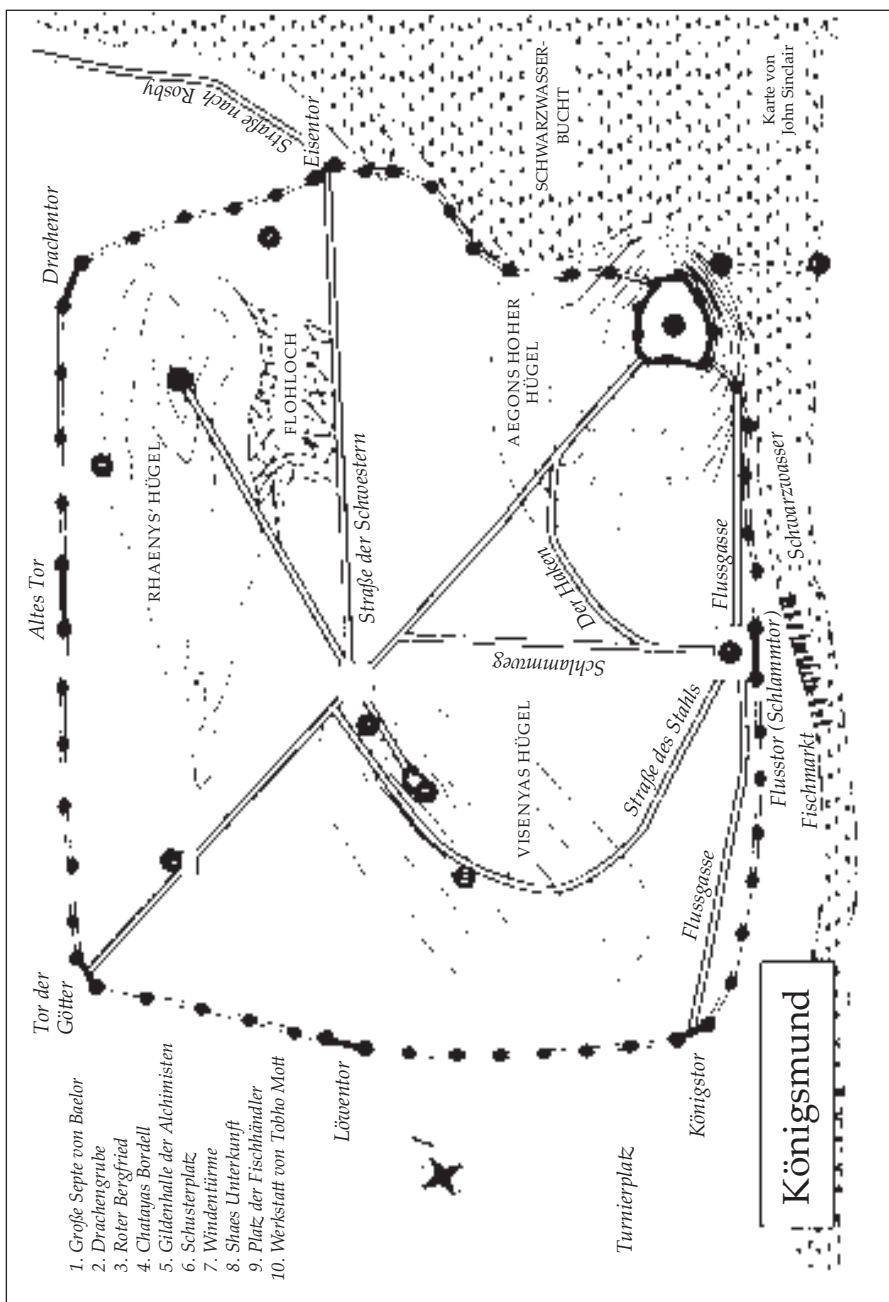 Tor der
Götter
Altes Tor
Drachentor
Straße nach Rosby
Eisentor
1. Große Septe von Baelor
2. Drachengrube
3. Roter Bergfried
4. Chatayas Bordell
5. Gildenhalle der Alchimisten
6. Schusterplatz
7. Windentürme
8. Shaes Unterkunft
9. Platz der Fischhändler
10. Werkstatt von Tobho Mott
RHAENYS' HÜGEL
FLOHLOCH
Löwentor
Straße der Schwestern
SCHWARZWASSER-
BUCHT
AEGONS HOHER
HÜGEL
Schlammweg
Der Haken
VISENYAS HÜGEL
Straße des Stahls
Turnierplatz
Königstor
Flussgasse
Flussgasse
Flusstor (Schlammtor)
Schwarzwasser
Fischmarkt
Königsmund
Karte von
John Sinclair